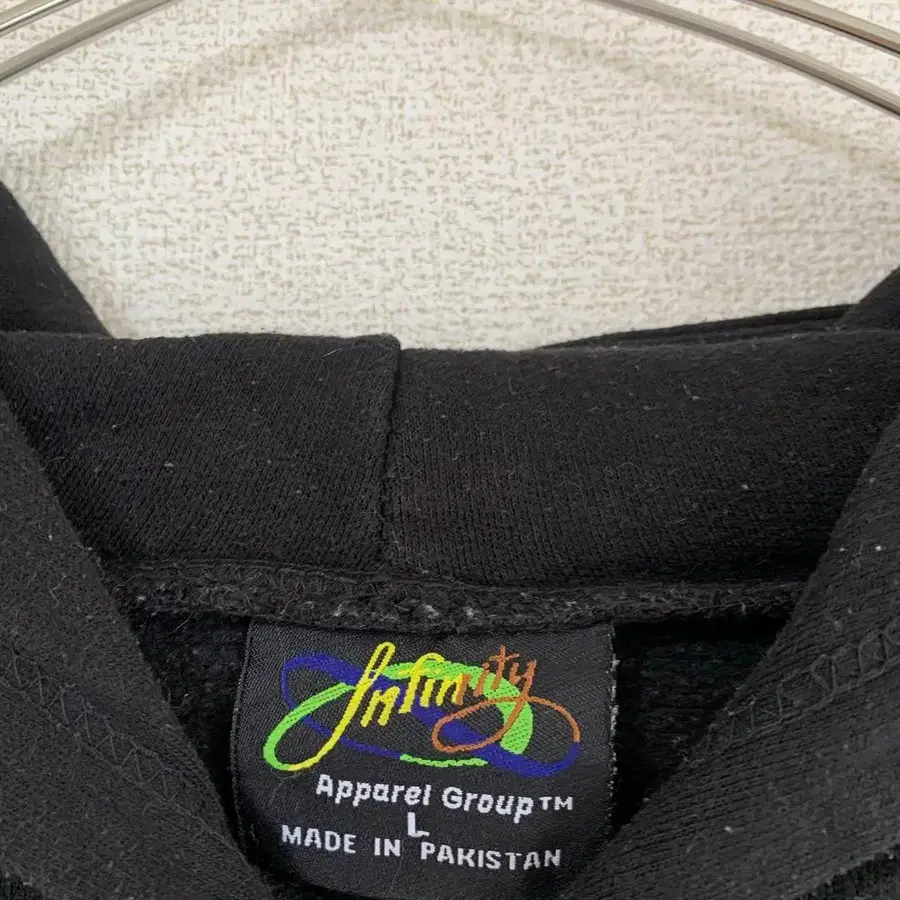 Infinity
Apparel Group™
L
MADE IN PAKISTAN